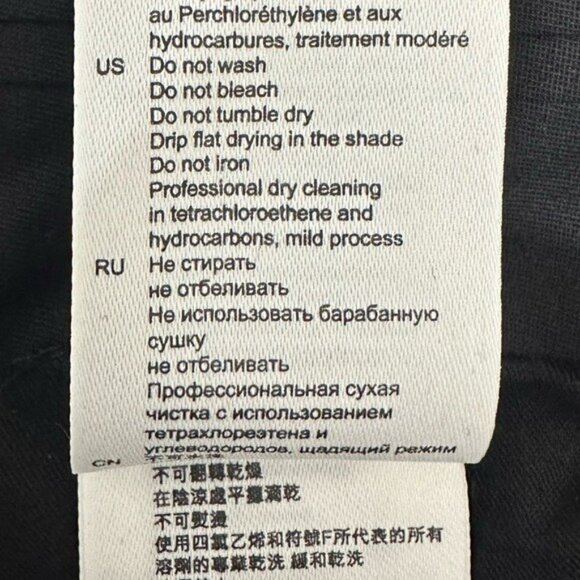 au Perchloréthylène et aux
hydrocarbures, traitement modéré
US Do not wash
Do not bleach
Do not tumble dry
Drip flat drying in the shade
Do not iron
Professional dry cleaning
in tetrachloroethene and
hydrocarbons, mild process
RU Не стирать
не отбеливать
Не использовать барабанную
сушку
не отбеливать
Профессиональная сухая
чистка с использованием
тетрахлореэтена и
углеводородов, щадящий режим
CN
不可翻轉乾燥
在陰涼處平攤滴乾
不可熨燙
使用四氯乙烯和符號F所代表的所有
溶劑的專業乾洗 緩和乾洗